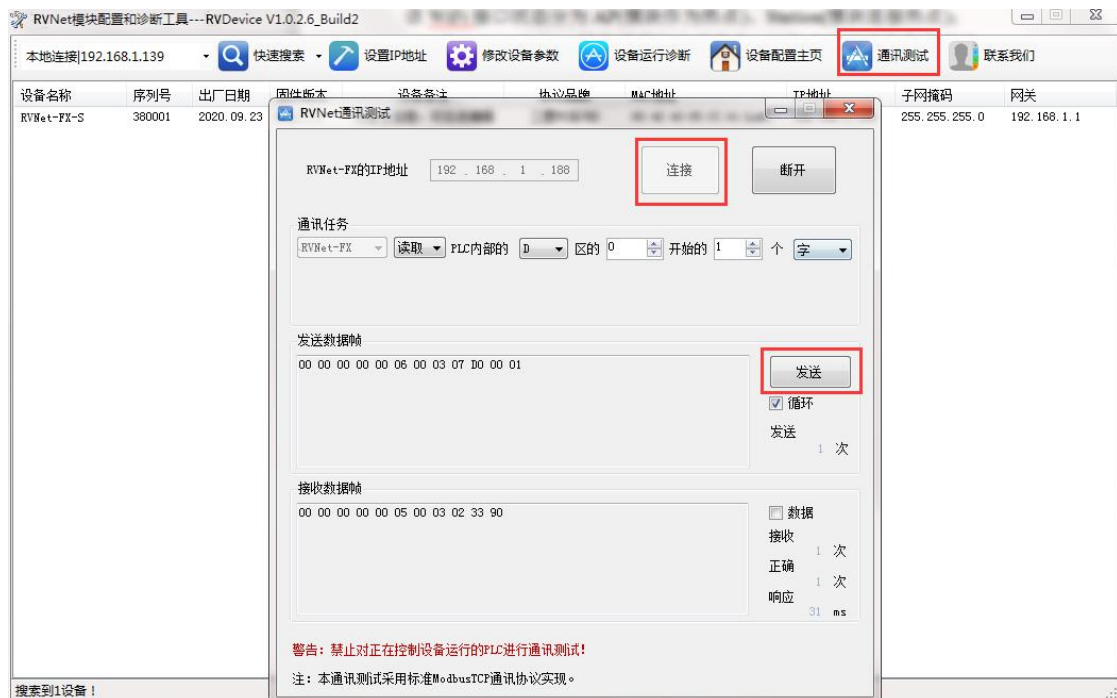 RVNet模块配置和诊断工具---RVDevice V1.0.2.6_Build2
本地连接|192.168.1.139 快速搜索 设置IP地址 修改设备参数 设备运行诊断 设备配置主页 通讯测试 联系我们
设备名称 序列号 出厂日期 固件版本 设备备注 协议品牌 MAC地址 IP地址 子网掩码 网关
RVNet-FX-S 380001 2020.09.23 255.255.255.0 192.168.1.1
RVNet通讯测试
RVNet-FX的IP地址 192 . 168 . 1 . 188 连接 断开
通讯任务
RVNet-FX 读取 PLC内部的 D 区的 0 开始的 1 个 字
发送数据帧
00 00 00 00 00 06 00 03 07 D0 00 01
发送
循环
发送
1 次
接收数据帧
00 00 00 00 00 05 00 03 02 33 90
数据
接收
1 次
正确
1 次
响应
31 ms
警告：禁止对正在控制设备运行的PLC进行通讯测试！
注：本通讯测试采用标准ModbusTCP通讯协议实现。
搜索到1设备！